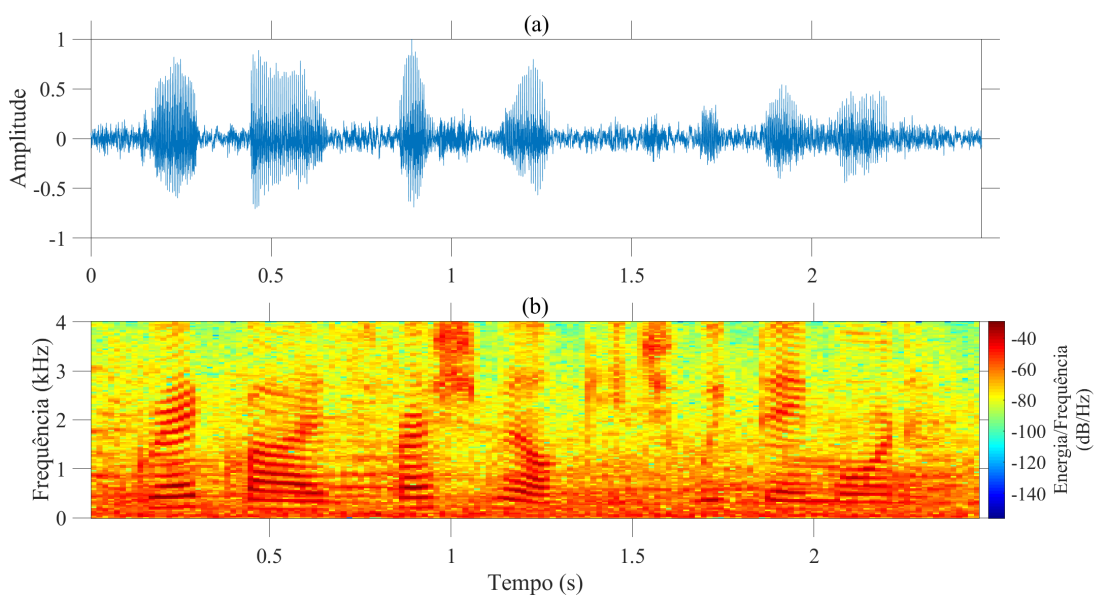 (a)
1
0.5
0
-0.5
-1
Amplitude
0 0.5 1 1.5 2
(b)
4
3
2
1
0
Frequência (kHz)
0.5 1 1.5 2
Tempo (s)
-40
-60
-80
-100
-120
-140
Energia/Frequência
(dB/Hz)